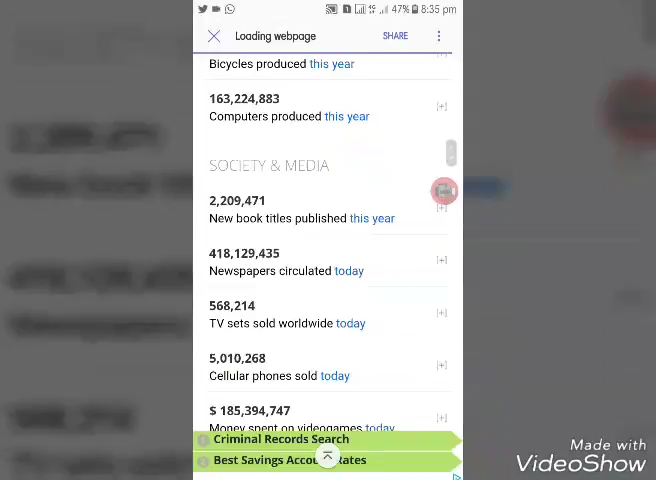 47% 8:35 pm
Loading webpage SHARE
Bicycles produced this year
163,224,883
Computers produced this year
[+]
SOCIETY & MEDIA
2,209,471
New book titles published this year
[+]
418,129,435
Newspapers circulated today
[+]
568,214
TV sets sold worldwide today
[+]
5,010,268
Cellular phones sold today
[+]
$ 185,394,747
Money spent on videogames today
[+]
Criminal Records Search
Best Savings Account Rates
Made with
VideoShow